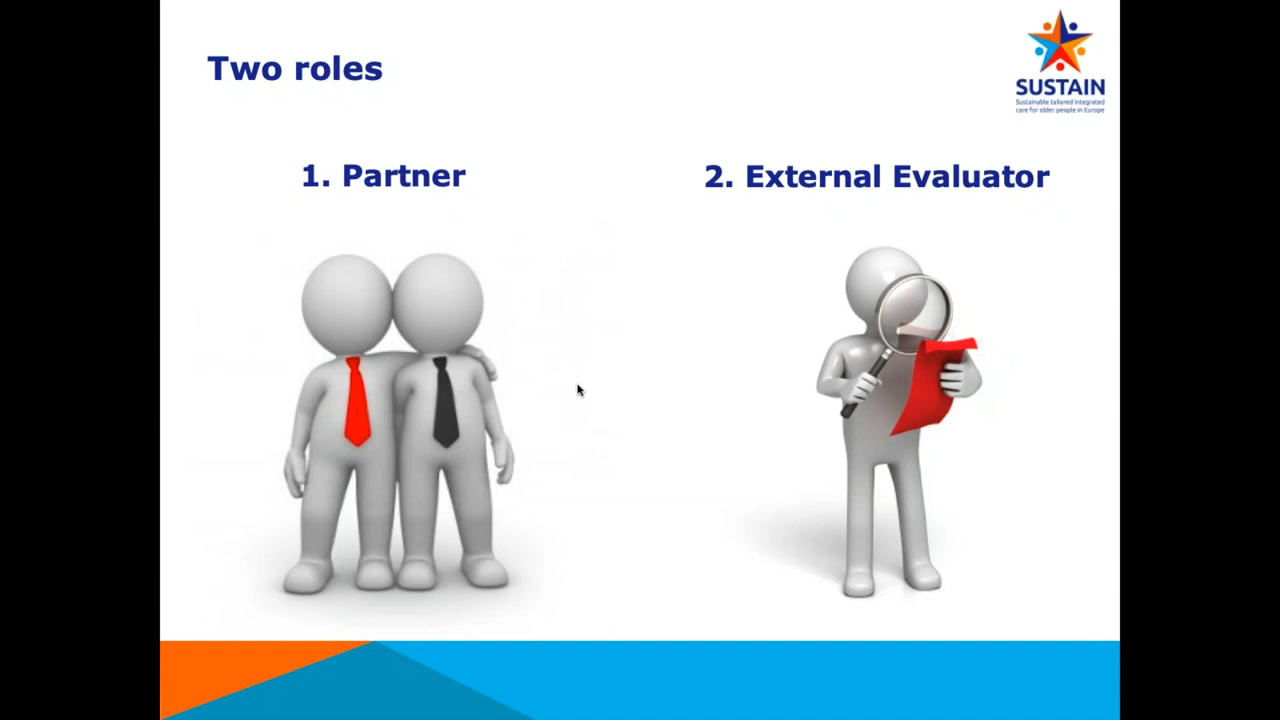 Two roles
SUSTAIN
Sustainable tailored integrated
care for older people in Europe
1. Partner
2. External Evaluator